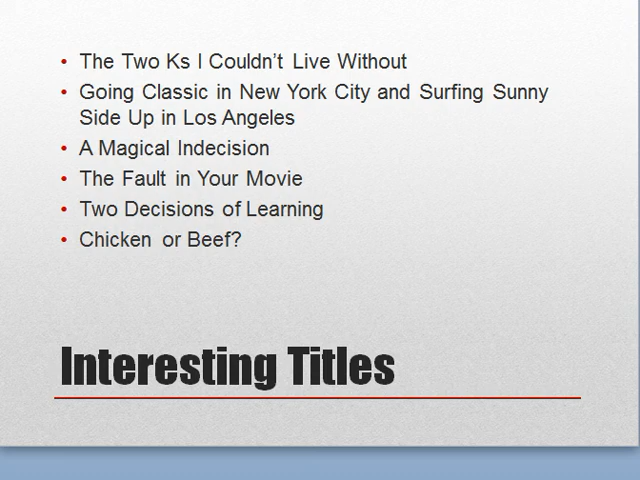 • The Two Ks I Couldn't Live Without
• Going Classic in New York City and Surfing Sunny
Side Up in Los Angeles
• A Magical Indecision
• The Fault in Your Movie
• Two Decisions of Learning
• Chicken or Beef?
Interesting Titles